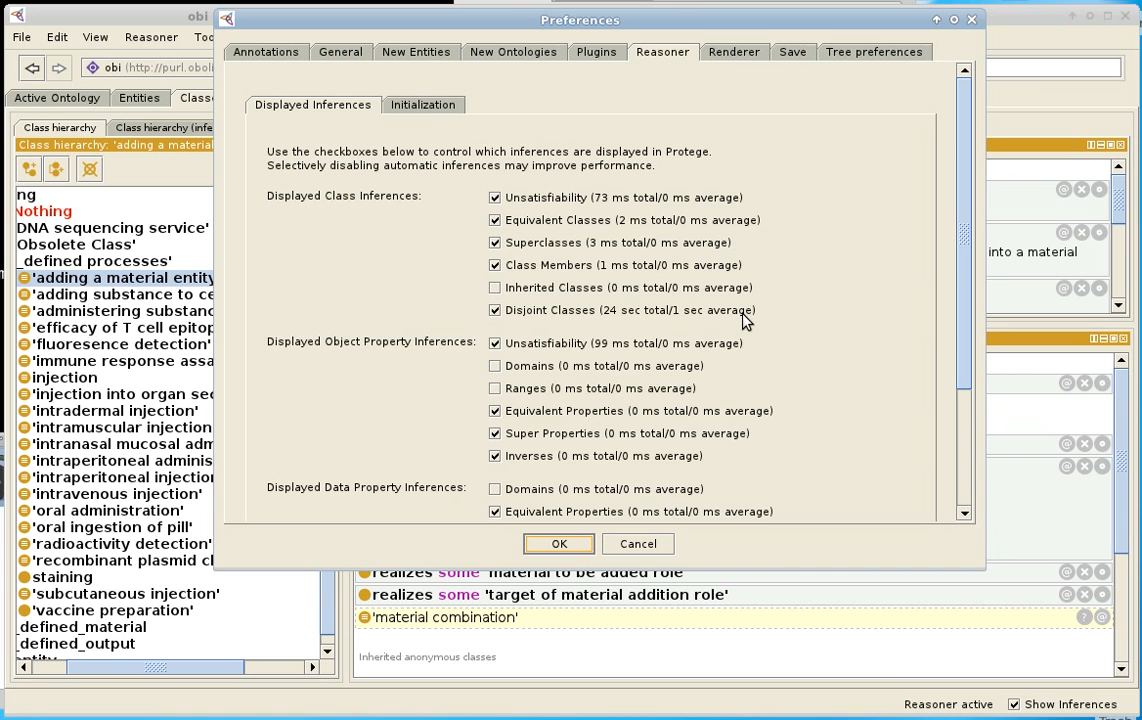 obi
Preferences
File Edit View Reasoner
obi (http://purl.oboli
Active Ontology Entities
Annotations General New Entities New Ontologies Plugins Reasoner Renderer Save Tree preferences
Displayed Inferences Initialization
Class hierarchy
Class hierarchy: 'adding a material
ng
Nothing
DNA sequencing service'
Obsolete Class'
_defined processes'
'adding a material entity
'adding substance to ce
'administering substanc
'efficacy of T cell epitop
'fluoresence detection'
'immune response assa
injection
'injection into organ sec
'intradermal injection'
'intramuscular injection
'intranasal mucosal adm
'intraperitoneal adminis
'intraperitoneal injection
'intravenous injection'
'oral administration'
'oral ingestion of pill'
'radioactivity detection'
'recombinant plasmid cl
staining
'subcutaneous injection'
'vaccine preparation'
_defined_material
_defined_output
Use the checkboxes below to control which inferences are displayed in Protege.
Selectively disabling automatic inferences may improve performance.
Displayed Class Inferences:
Unsatisfiability (73 ms total/0 ms average)
Equivalent Classes (2 ms total/0 ms average)
Superclasses (3 ms total/0 ms average)
Class Members (1 ms total/0 ms average)
Inherited Classes (0 ms total/0 ms average)
Disjoint Classes (24 sec total/1 sec average)
Displayed Object Property Inferences:
Unsatisfiability (99 ms total/0 ms average)
Domains (0 ms total/0 ms average)
Ranges (0 ms total/0 ms average)
Equivalent Properties (0 ms total/0 ms average)
Super Properties (0 ms total/0 ms average)
Inverses (0 ms total/0 ms average)
Displayed Data Property Inferences:
Domains (0 ms total/0 ms average)
Equivalent Properties (0 ms total/0 ms average)
OK Cancel
into a material
realizes some 'material to be added role'
realizes some 'target of material addition role'
'material combination'
Inherited anonymous classes
Reasoner active Show Inferences